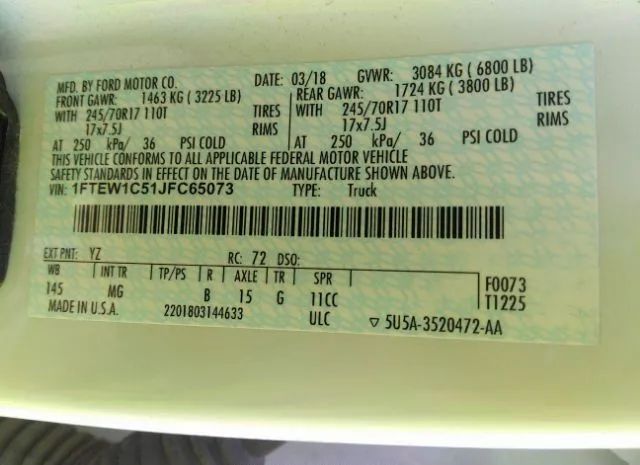 MFD. BY FORD MOTOR CO. DATE: 03/18 GVWR: 3084 KG ( 6800 LB)
FRONT GAWR: 1463 KG ( 3225 LB) REAR GAWR: 1724 KG ( 3800 LB)
WITH 245/70R17 110T TIRES WITH 245/70R17 110T TIRES
17x7.5J RIMS 17x7.5J RIMS
AT 250 kPa/ 36 PSI COLD AT 250 kPa/ 36 PSI COLD
THIS VEHICLE CONFORMS TO ALL APPLICABLE FEDERAL MOTOR VEHICLE
SAFETY STANDARDS IN EFFECT ON THE DATE OF MANUFACTURE SHOWN ABOVE.
VIN: 1FTEW1C51JFC65073 TYPE: Truck
EXT PNT: YZ RC: 72 DSO:
WB INT TR TP/PS R AXLE TR SPR F0073
145 MG B 15 G 11CC T1225
MADE IN U.S.A. 2201803144633 ULC ▽ 5U5A-3520472-AA